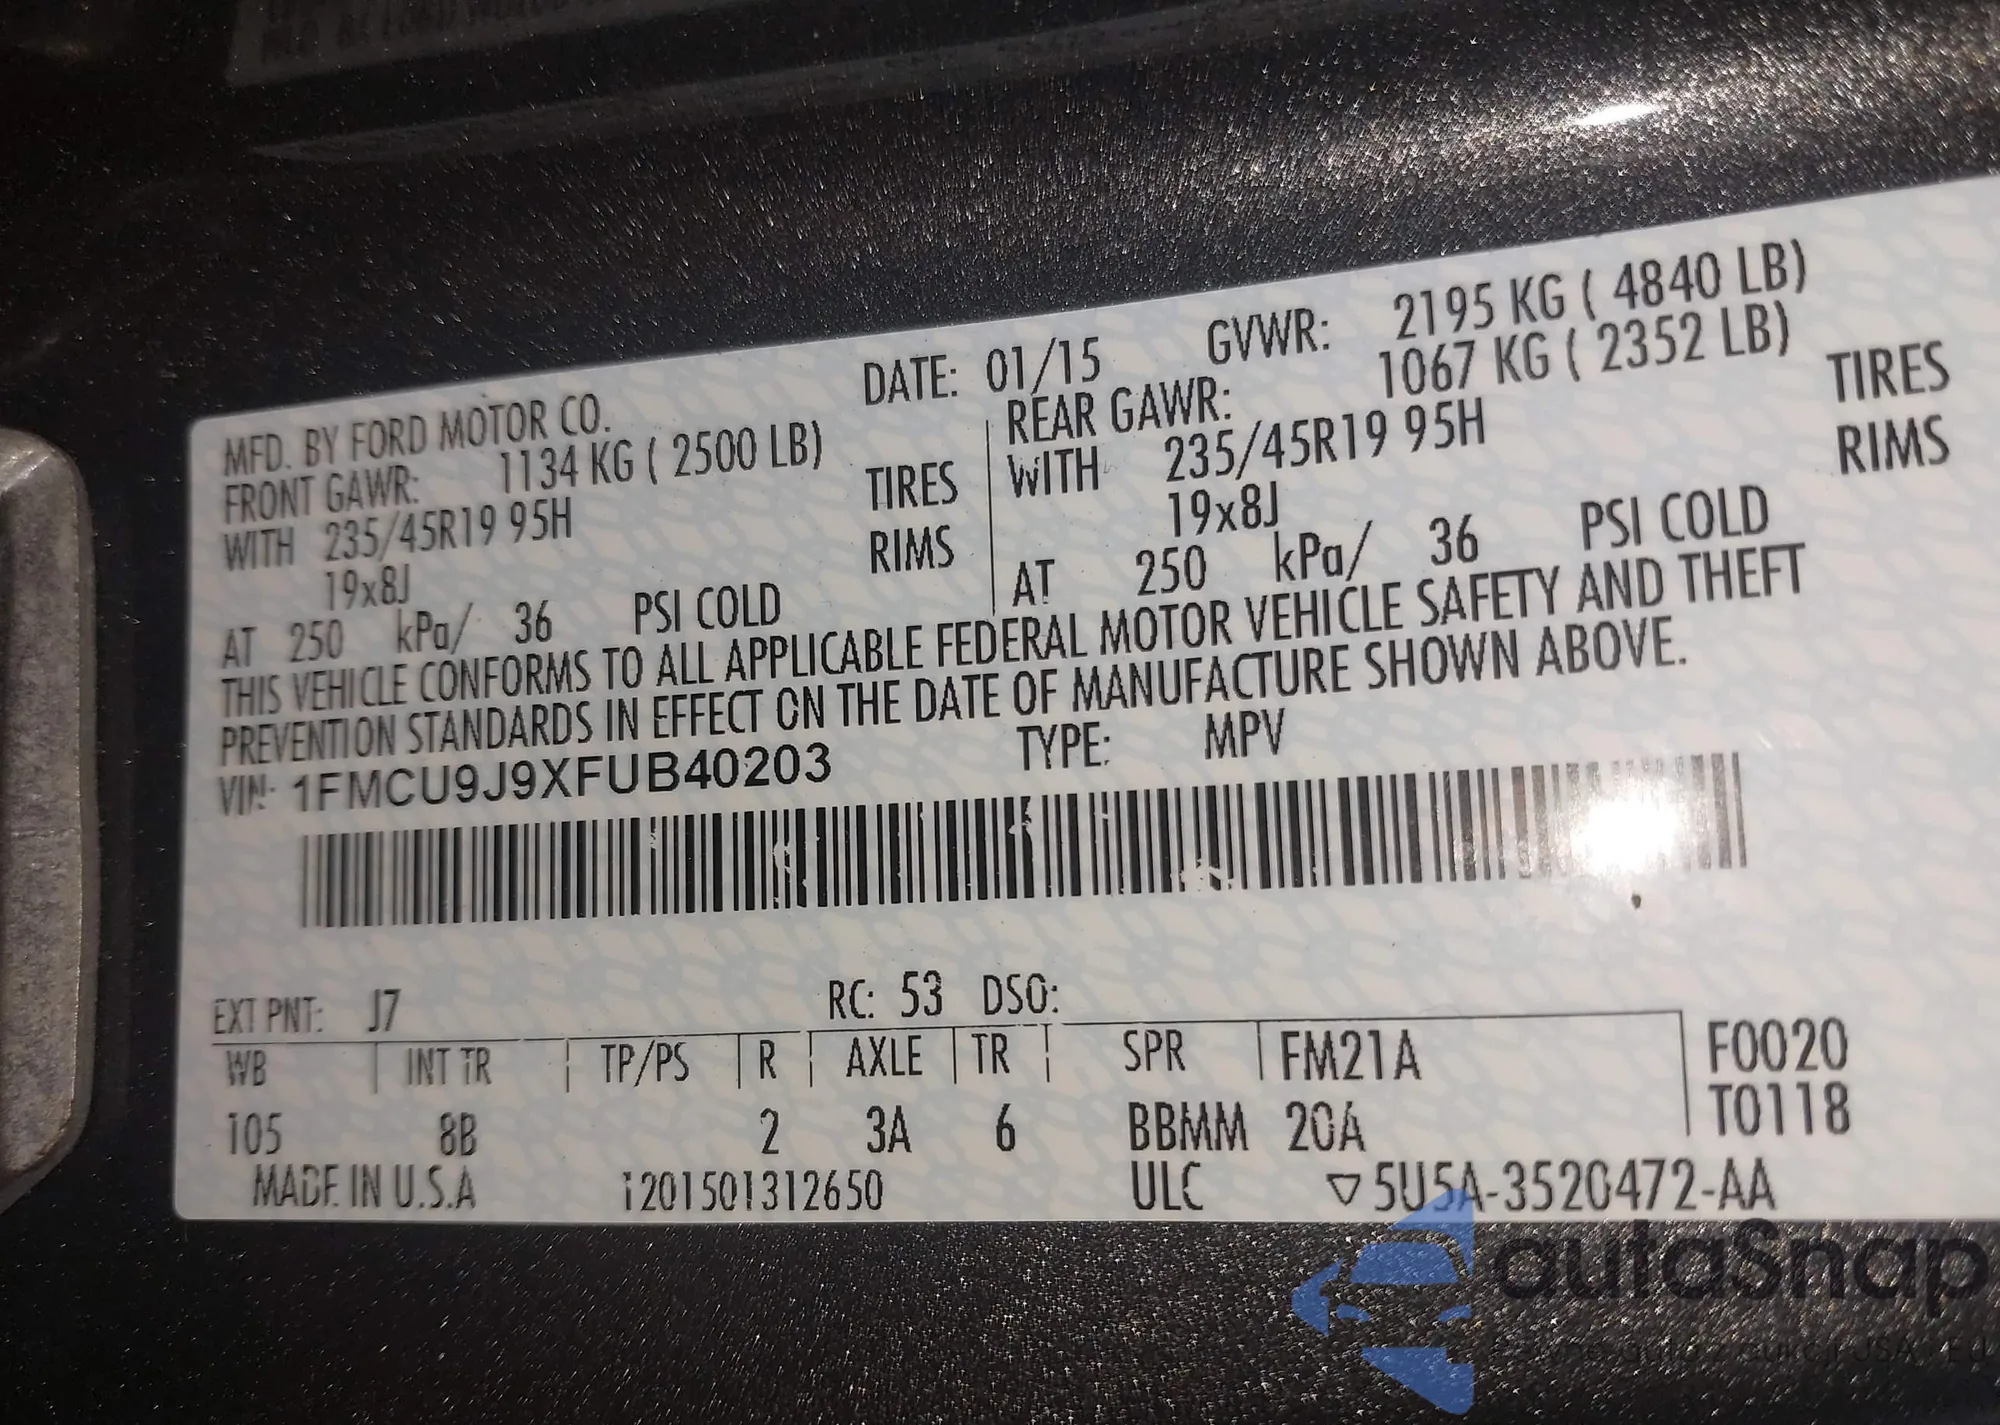 MFD. BY FORD MOTOR CO. DATE: 01/15 GVWR: 2195 KG ( 4840 LB)
FRONT GAWR: 1134 KG ( 2500 LB) REAR GAWR: 1067 KG ( 2352 LB)
WITH 235/45R19 95H TIRES WITH 235/45R19 95H TIRES
19x8J RIMS 19x8J RIMS
AT 250 kPa/ 36 PSI COLD AT 250 kPa/ 36 PSI COLD
THIS VEHICLE CONFORMS TO ALL APPLICABLE FEDERAL MOTOR VEHICLE SAFETY AND THEFT
PREVENTION STANDARDS IN EFFECT ON THE DATE OF MANUFACTURE SHOWN ABOVE.
VIN: 1FMCU9J9XFUB40203 TYPE: MPV
EXT PNT: J7 RC: 53 DSO:
WB INT TR TP/PS R AXLE TR SPR FM21A F0020
105 8B 2 3A 6 BBMM 20A T0118
MADE IN U.S.A 1201501312650 ULC 5U5A-3520472-AA
autaSnap